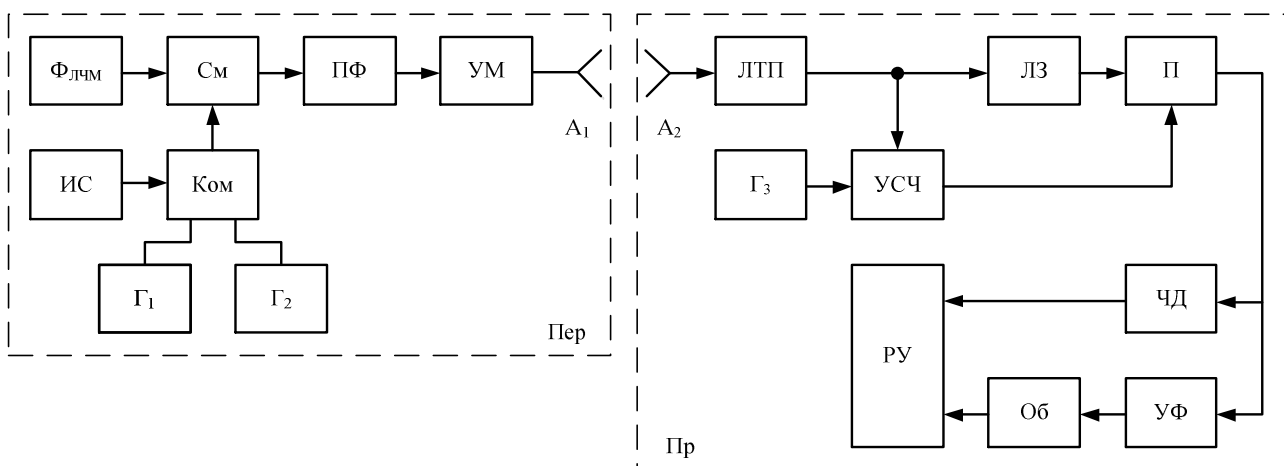 ФЛЧМ
См
ПФ
УМ
А1
ИС
Ком
Г1
Г2
Пер
А2
ЛТП
ЛЗ
П
Г3
УСЧ
РУ
ЧД
Об
УФ
Пр